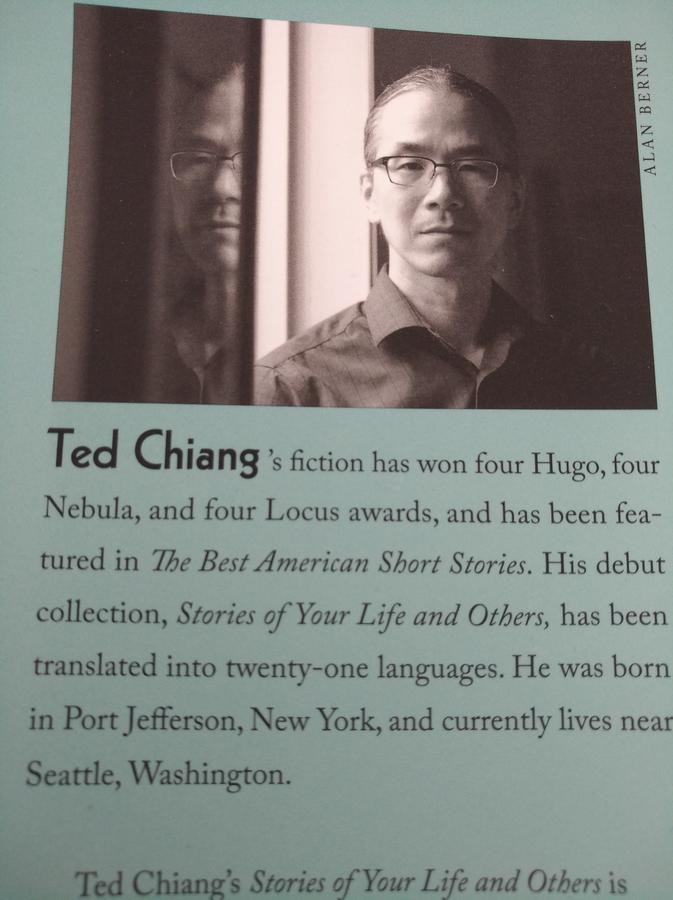 ALAN BERNER
Ted Chiang's fiction has won four Hugo, four
Nebula, and four Locus awards, and has been fea-
tured in The Best American Short Stories. His debut
collection, Stories of Your Life and Others, has been
translated into twenty-one languages. He was born
in Port Jefferson, New York, and currently lives near
Seattle, Washington.
Ted Chiang's Stories of Your Life and Others is